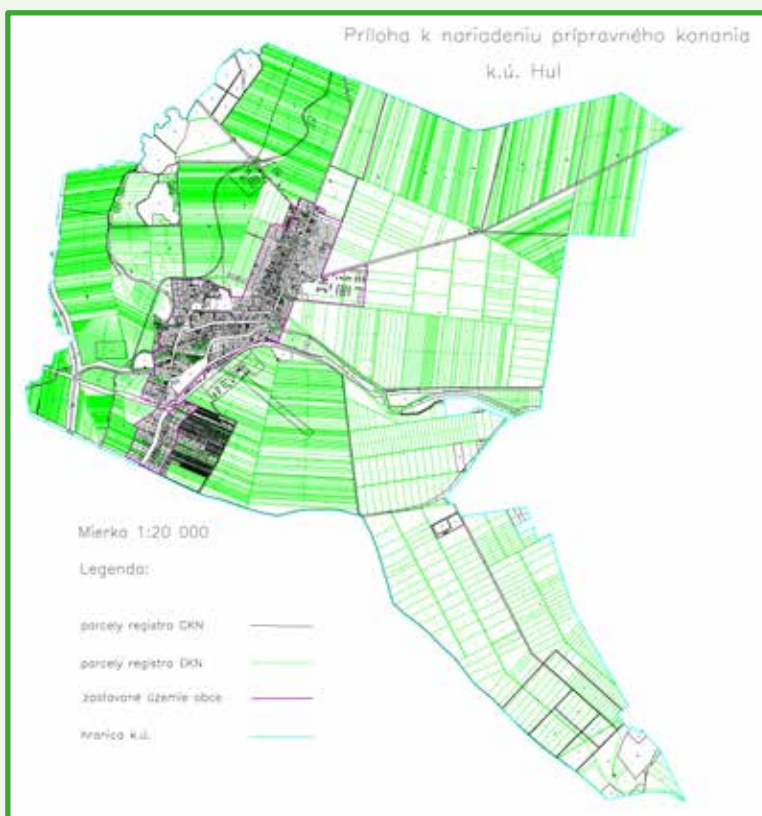 Príloha k nariadeniu prípravného konania
k.ú. Hul
Mierka 1:20 000
Legenda:
parcely registra CKN
parcely registra EKN
zastavané územie obce
hranica k.ú.